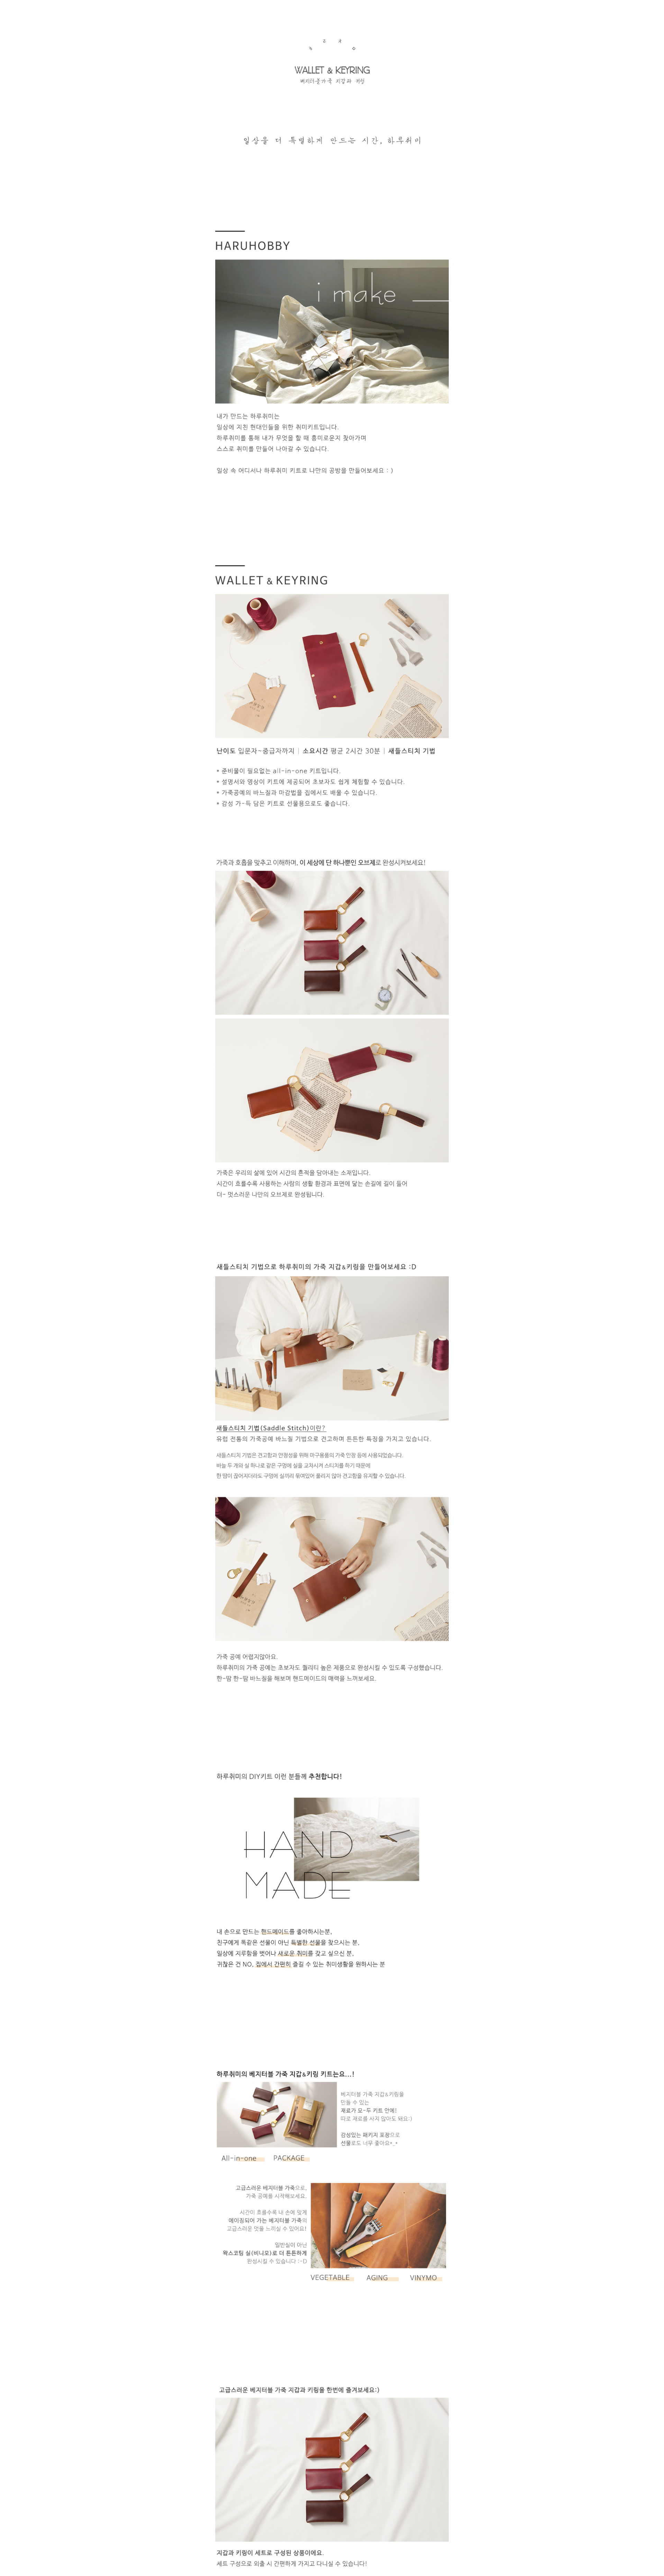 WALLET & KEYRING
베지터블가죽 지갑과 키링
일상을 더 특별하게 만드는 시간, 하루취미
HARUHOBBY
i make
내가 만드는 하루취미는
일상에 지친 현대인들을 위한 취미키트입니다.
하루취미를 통해 내가 무엇을 할 때 흥미로운지 찾아가며
스스로 취미를 만들어 나아갈 수 있습니다.
일상 속 어디서나 하루취미 키트로 나만의 공방을 만들어보세요 : )
WALLET & KEYRING
난이도 입문자-중급자까지 | 소요시간 평균 2시간 30분 | 새들스티치 기법
* 준비물이 필요없는 all-in-one 키트입니다.
* 설명서와 영상이 키트에 제공되어 초보자도 쉽게 체험할 수 있습니다.
* 가죽공예의 바느질과 마감법을 집에서도 배울 수 있습니다.
* 감성 가-득 담은 키트로 선물용으로도 좋습니다.
가죽과 호흡을 맞추고 이해하며, 이 세상에 단 하나뿐인 오브제로 완성시켜보세요!
가죽은 우리의 삶에 있어 시간의 흔적을 담아내는 소재입니다.
시간이 흐를수록 사용하는 사람의 생활 환경과 표면에 닿는 손길에 길이 들어
더- 멋스러운 나만의 오브제로 완성됩니다.
새들스티치 기법으로 하루취미의 가죽 지갑&키링을 만들어보세요 :D
새들스티치 기법(Saddle Stitch)이란?
유럽 전통의 가죽공예 바느질 기법으로 견고하며 튼튼한 특징을 가지고 있습니다.
새들스티치 기법은 견고함과 안정성을 위해 마구용품의 가죽 안장 등에 사용되었습니다.
바늘 두 개와 실 하나로 같은 구멍에 실을 교차시켜 스티치를 하기 때문에
한 땀이 끊어지더라도 구멍에 실끼리 묶여있어 풀리지 않아 견고함을 유지할 수 있습니다.
가죽 공예 어렵지않아요.
하루취미의 가죽 공예는 초보자도 퀄리티 높은 제품으로 완성시킬 수 있도록 구성했습니다.
한-땀 한-땀 바느질을 해보며 핸드메이드의 매력을 느껴보세요.
하루취미의 DIY키트 이런 분들께 추천합니다!
HAND
MADE
내 손으로 만드는 핸드메이드를 좋아하시는분,
친구에게 똑같은 선물이 아닌 특별한 선물을 찾으시는 분,
일상에 지루함을 벗어나 새로운 취미를 갖고 싶으신 분,
귀찮은 건 NO, 집에서 간편히 즐길 수 있는 취미생활을 원하시는 분
하루취미의 베지터블 가죽 지갑&키링 키트는요...!
베지터블 가죽 지갑&키링을
만들 수 있는
재료가 모-두 키트 안에!
따로 재료를 사지 않아도 돼요:)
감성있는 패키지 포장으로
선물로도 너무 좋아요*_*
All-in-one PACKAGE
고급스러운 베지터블 가죽으로,
가죽 공예를 시작해보세요.
시간이 흐를수록 내 손에 맞게
에이징되어 가는 베지터블 가죽의
고급스러운 멋을 느끼실 수 있어요!
일반실이 아닌
왁스코팅 실(비니모)로 더 튼튼하게
완성시킬 수 있습니다 :-D
VEGETABLE AGING VINYMO
고급스러운 베지터블 가죽 지갑과 키링을 한번에 즐겨보세요:)
지갑과 키링이 세트로 구성된 상품이에요.
세트 구성으로 외출 시 간편하게 가지고 다니실 수 있습니다!